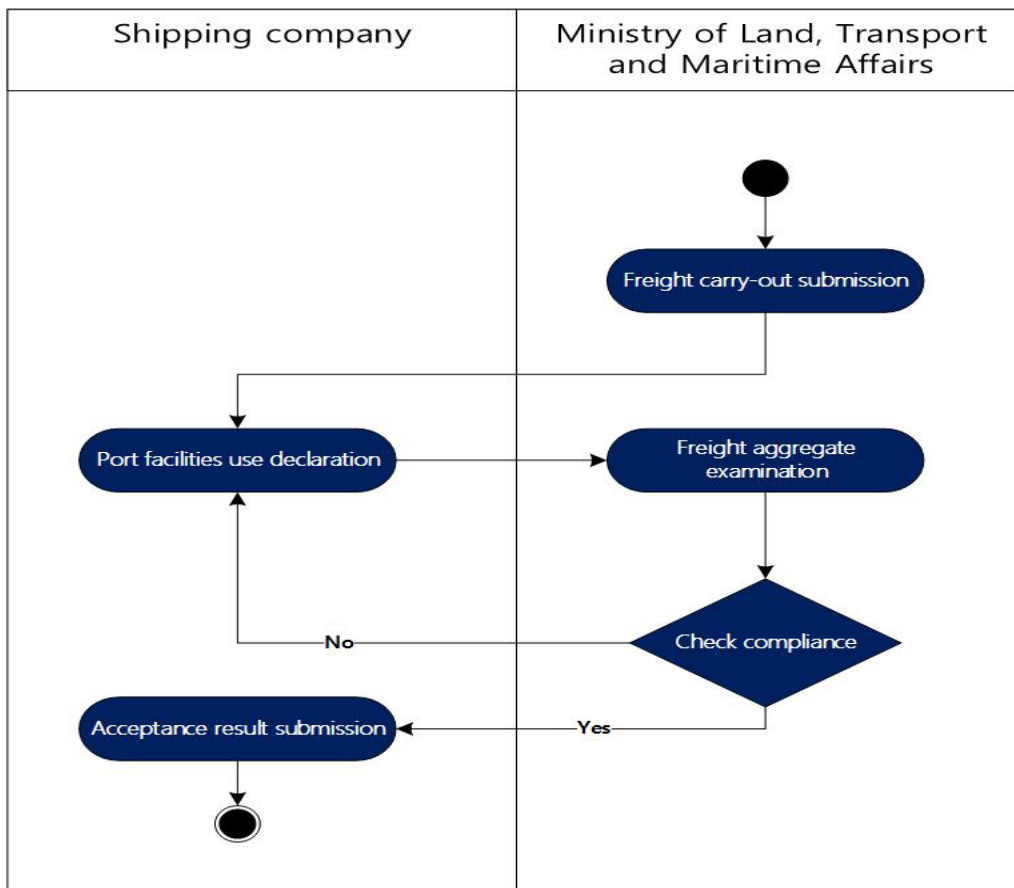 Shipping company
Ministry of Land, Transport
and Maritime Affairs
Freight carry-out submission
Port facilities use declaration
Freight aggregate
examination
Check compliance
No
Acceptance result submission
Yes